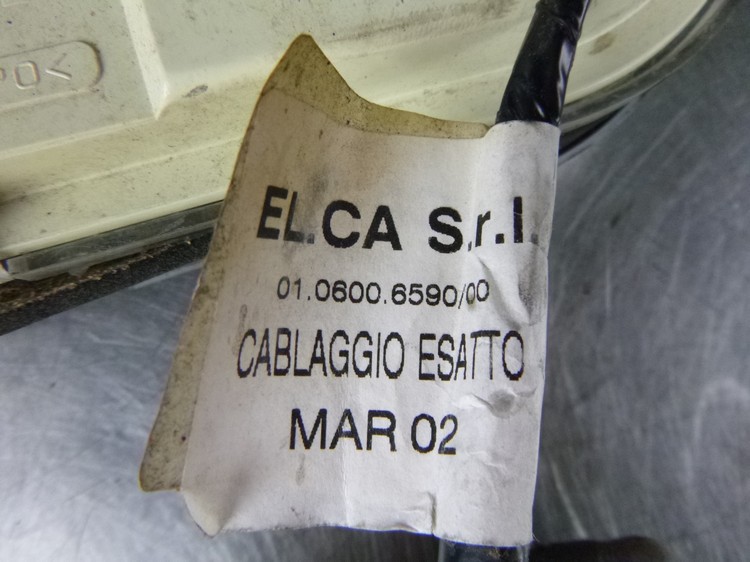 EL.CA S.r.l.
01.0600.6590/00
CABLAGGIO ESATTO
MAR 02